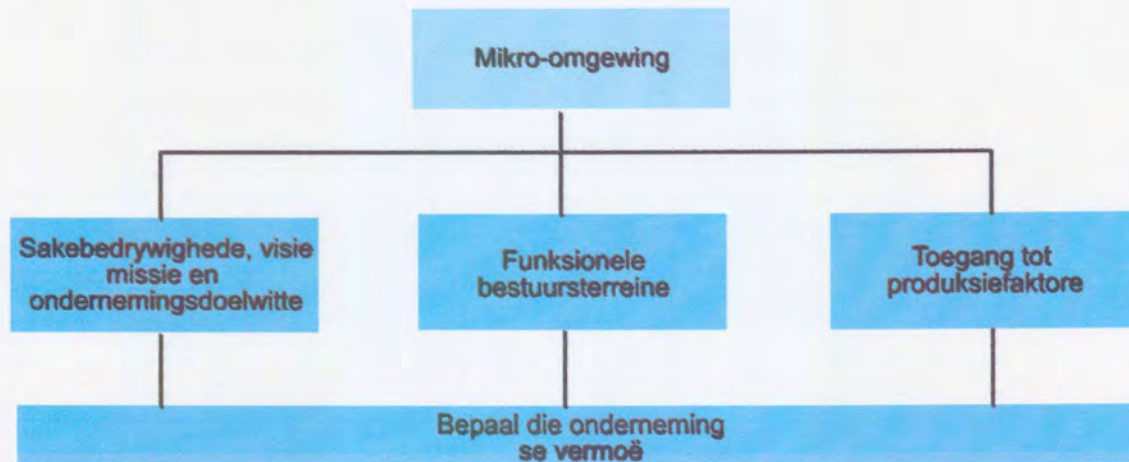 Mikro-omgewing
Sakebedrywighede, visie
missie en
ondernemingsdoelwitte
Funksionele
bestuursterreine
Toegang tot
produksiefaktore
Bepaal die onderneming
se vermoë